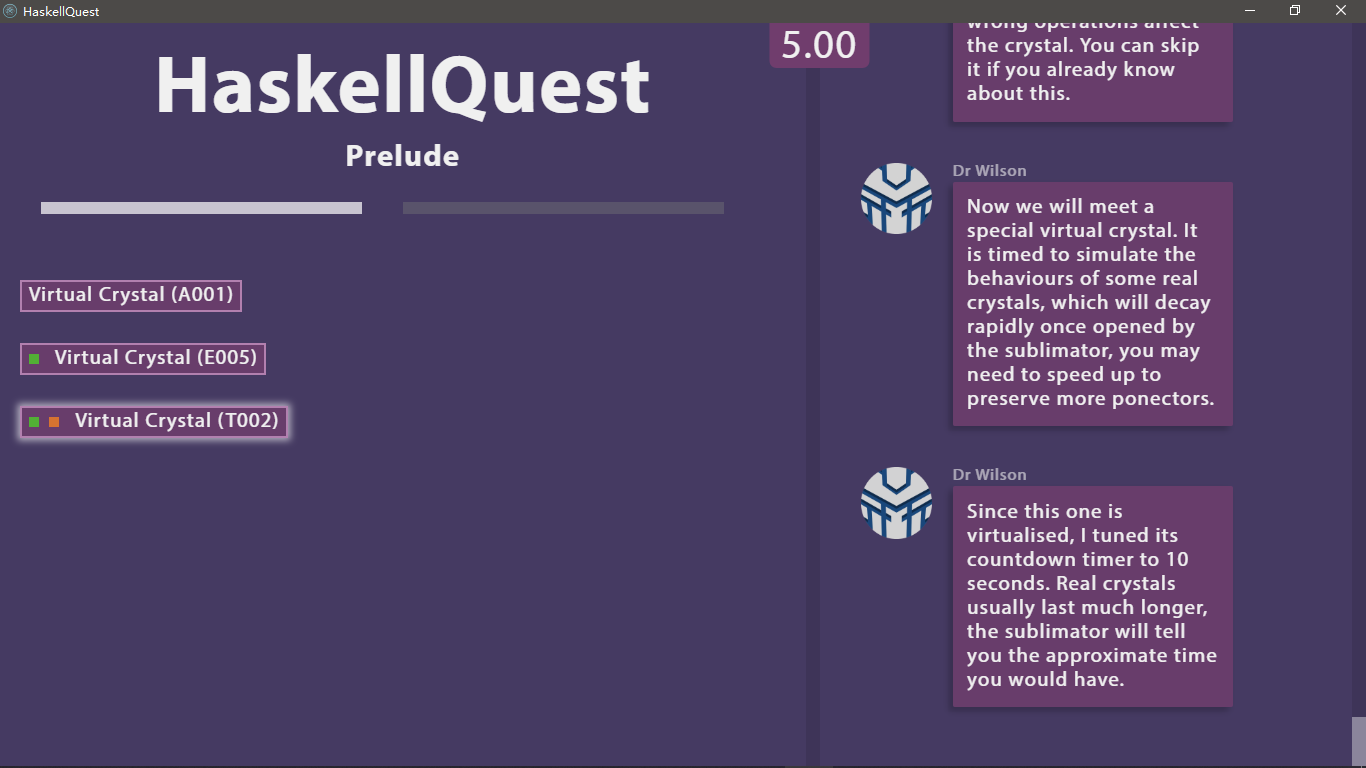 HaskellQuest
5.00
HaskellQuest
Prelude
Virtual Crystal (A001)
Virtual Crystal (E005)
Virtual Crystal (T002)
wrong operations affect
the crystal. You can skip
it if you already know
about this.
Dr Wilson
Now we will meet a
special virtual crystal. It
is timed to simulate the
behaviours of some real
crystals, which will decay
rapidly once opened by
the sublimator, you may
need to speed up to
preserve more ponectors.
Dr Wilson
Since this one is
virtualised, I tuned its
countdown timer to 10
seconds. Real crystals
usually last much longer,
the sublimator will tell
you the approximate time
you would have.